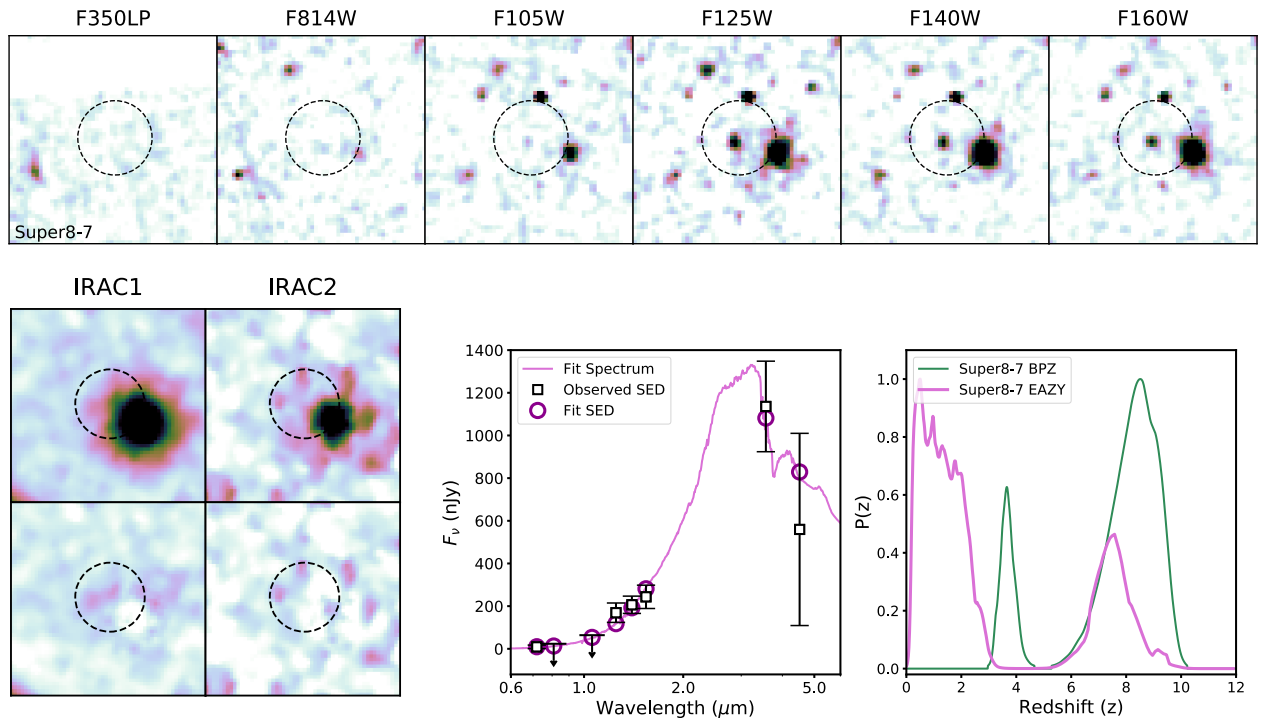 F350LP F814W F105W F125W F140W F160W
Super8-7
IRAC1 IRAC2
1400
1200
1000
800
600
400
200
0
Fν (nJy)
Fit Spectrum
Observed SED
Fit SED
0.6 1.0 2.0 5.0
Wavelength (μm)
1.0
0.8
0.6
0.4
0.2
0.0
P(z)
Super8-7 BPZ
Super8-7 EAZY
0 2 4 6 8 10 12
Redshift (z)